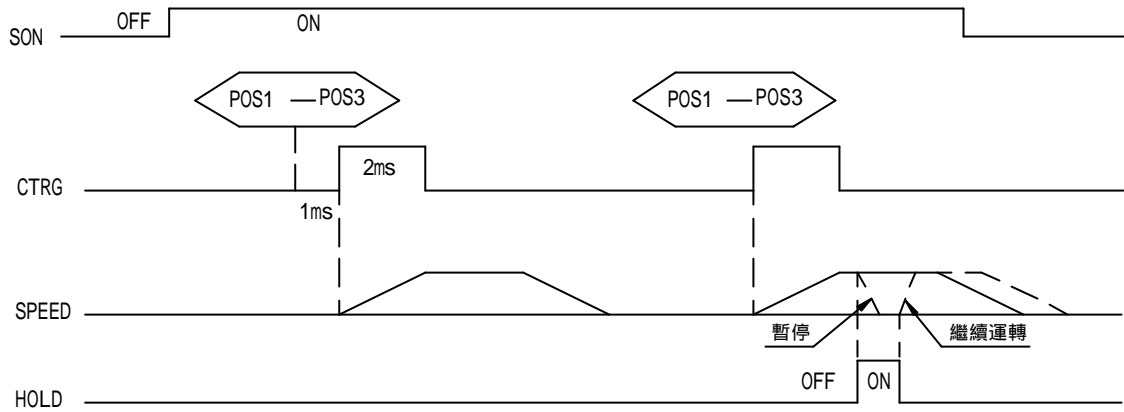 OFF
ON
SON
POS1 — POS3
POS1 — POS3
2ms
CTRG
1ms
SPEED
暫停
繼續運轉
OFF
ON
HOLD